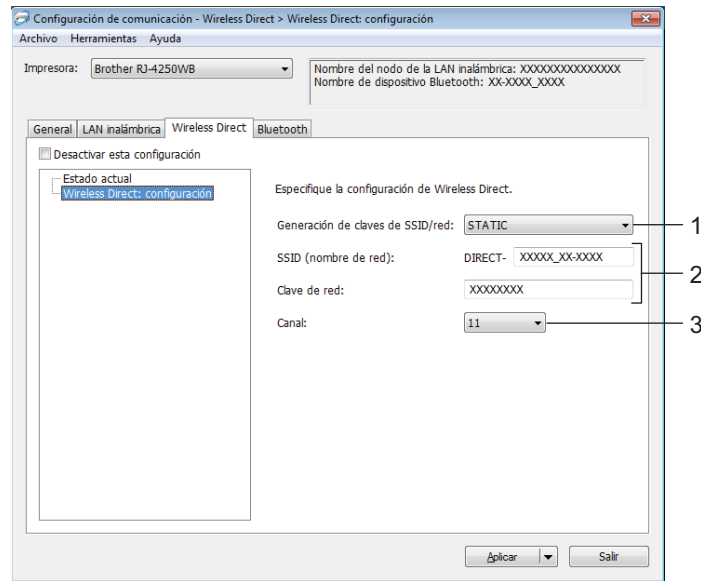 Configuración de comunicación - Wireless Direct > Wireless Direct: configuración
Archivo Herramientas Ayuda
Impresora: Brother RJ-4250WB
Nombre del nodo de la LAN inalámbrica: XXXXXXXXXXXXXXX
Nombre de dispositivo Bluetooth: XX-XXXX_XXXX
General LAN inalámbrica Wireless Direct Bluetooth
Desactivar esta configuración
Estado actual
Wireless Direct: configuración
Especifique la configuración de Wireless Direct.
Generación de claves de SSID/red: STATIC 1
SSID (nombre de red): DIRECT- XXXXX_XX-XXXX
2
Clave de red: XXXXXXXX
Canal: 11 3
Aplicar Salir